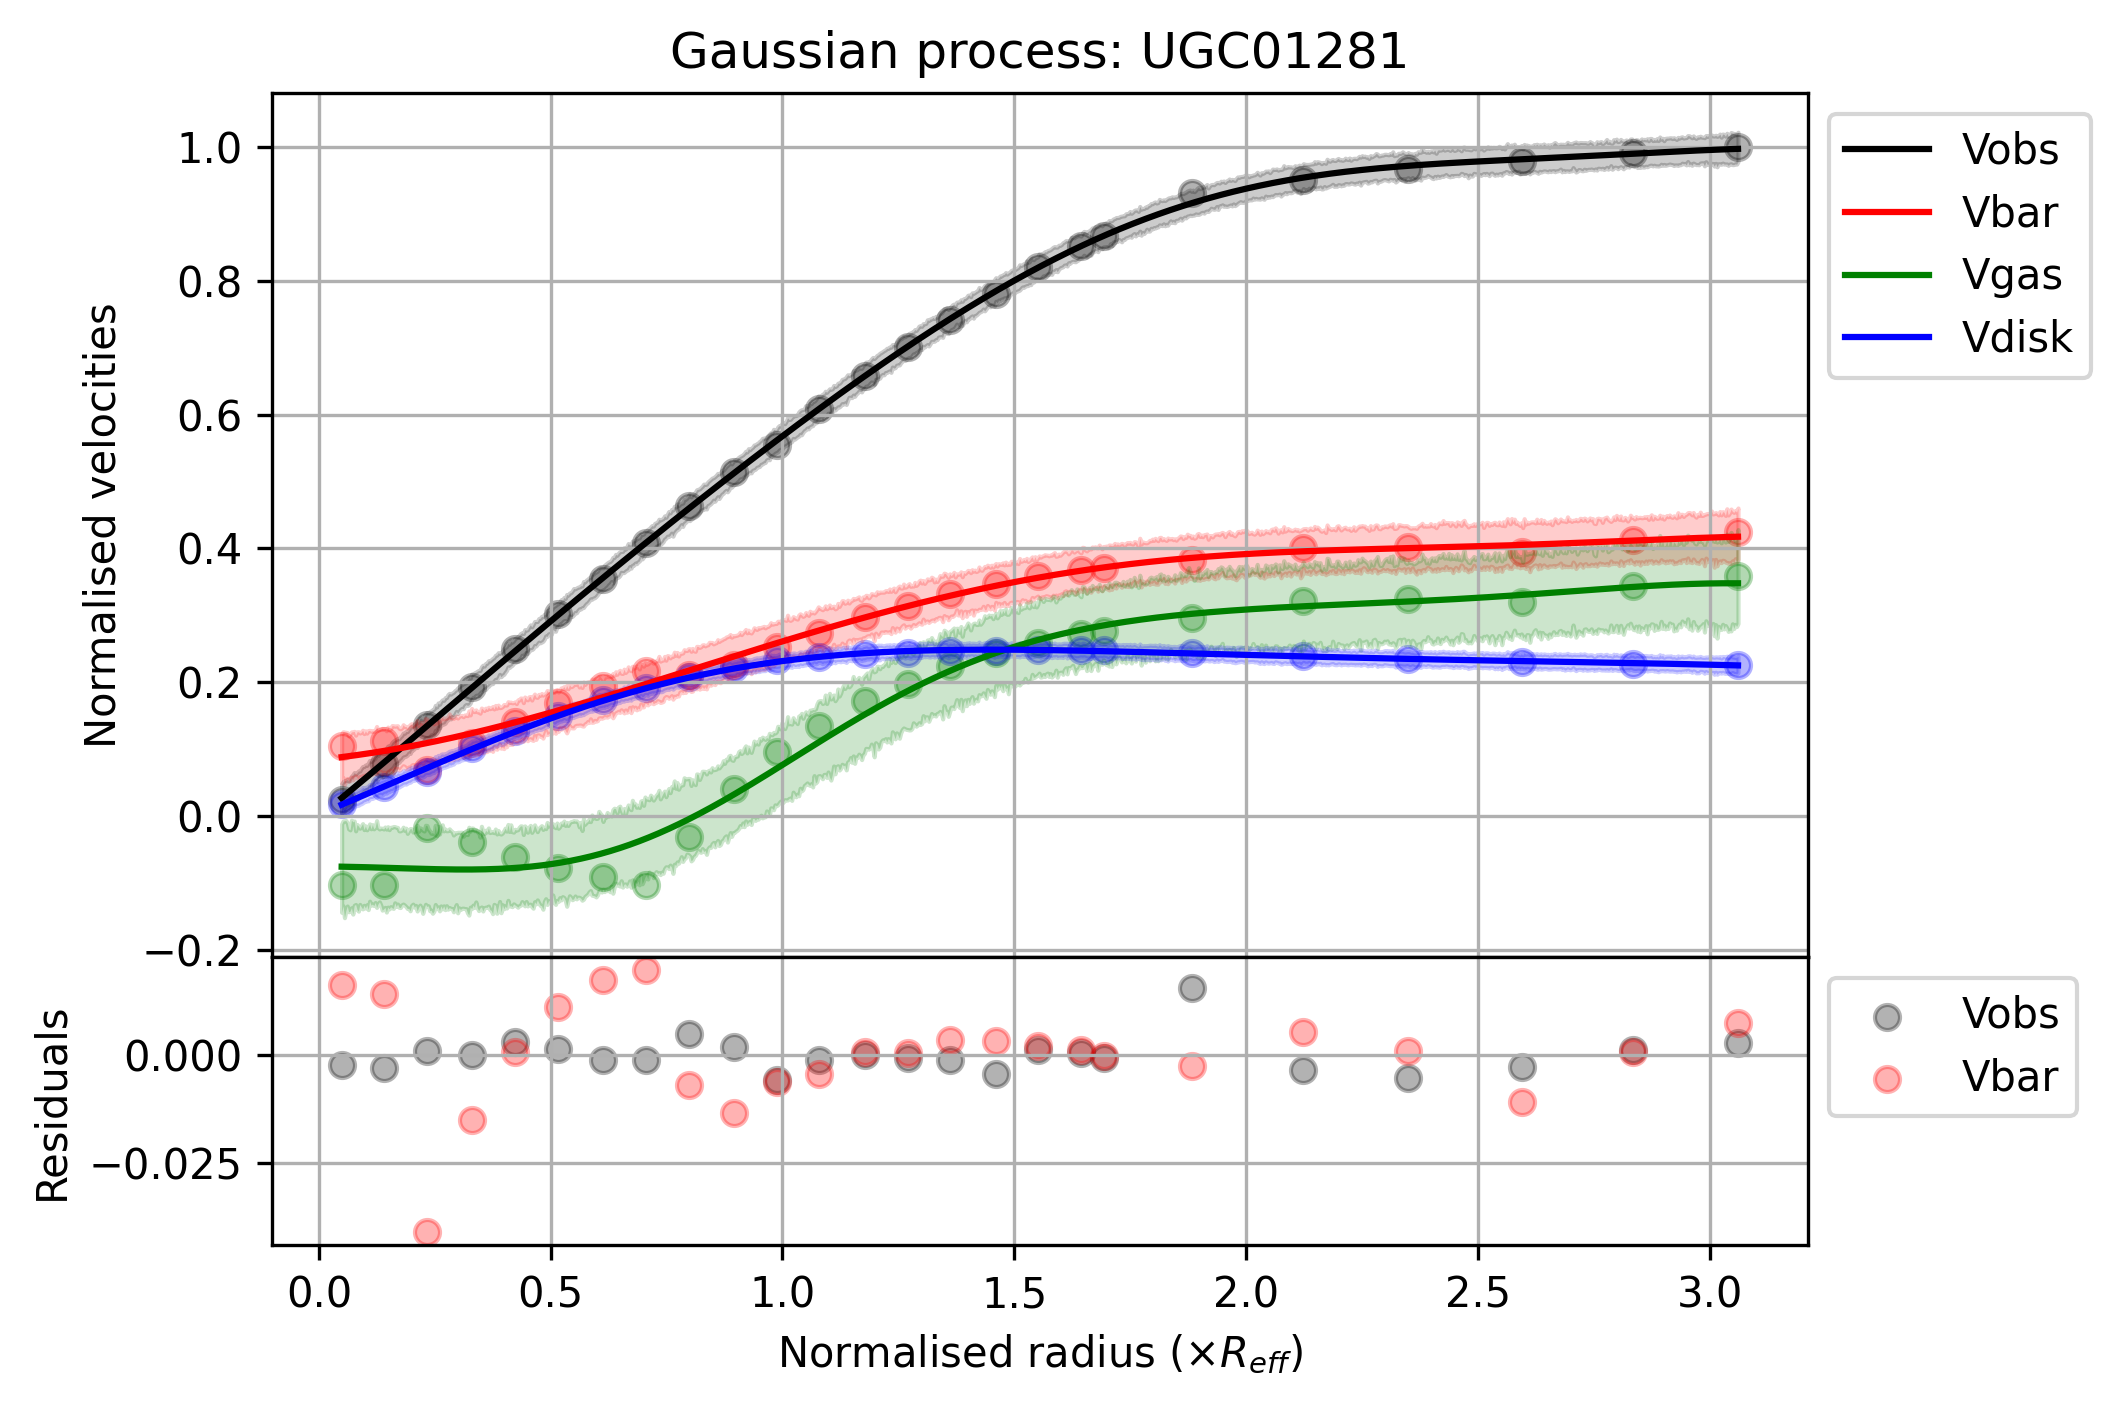 Gaussian process: UGC01281
Normalised velocities
1.0
0.8
0.6
0.4
0.2
0.0
−0.2
Vobs
Vbar
Vgas
Vdisk
Residuals
0.000
−0.025
Vobs
Vbar
0.0 0.5 1.0 1.5 2.0 2.5 3.0
Normalised radius (×R_eff)